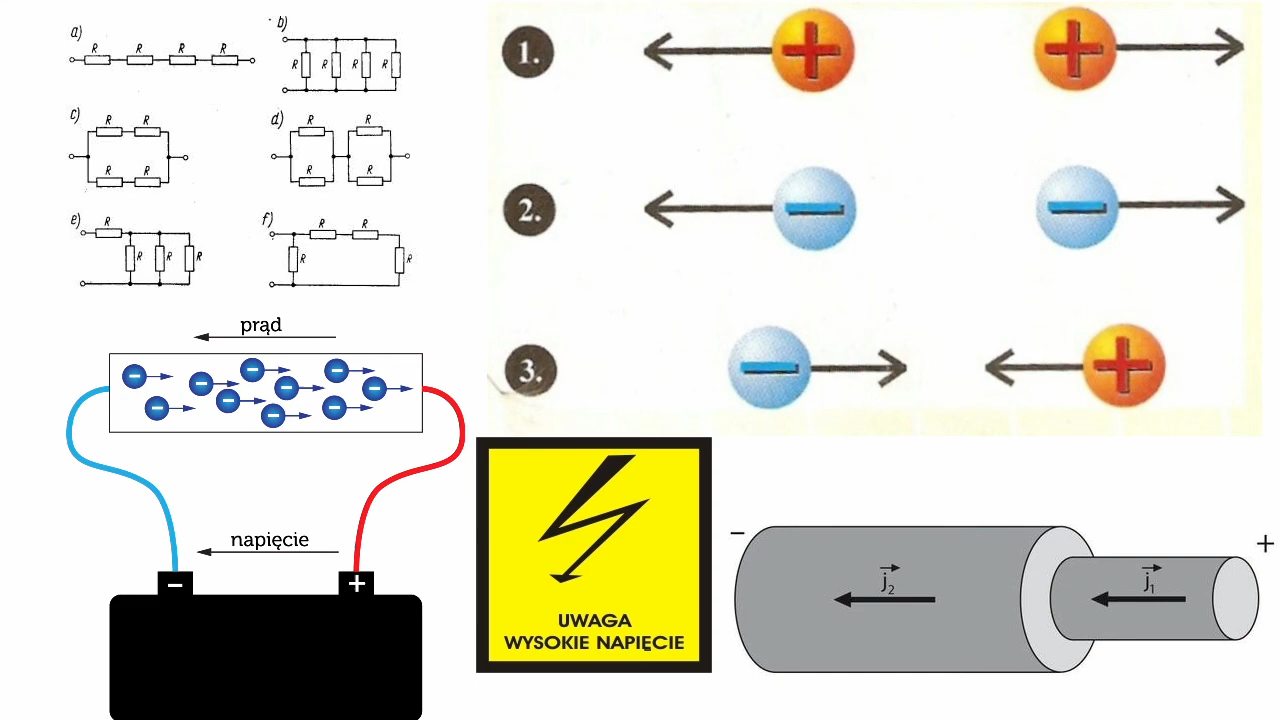 a)
R R R R
b)
R R R R
c)
R R
R R
d)
R R
R R
e)
R
R R R
f)
R R
R R
1.
+ +
2.
− −
3.
− +
prąd
− − − − − − − − − −
napięcie
− +
UWAGA
WYSOKIE NAPIĘCIE
− +
j₂ j₁